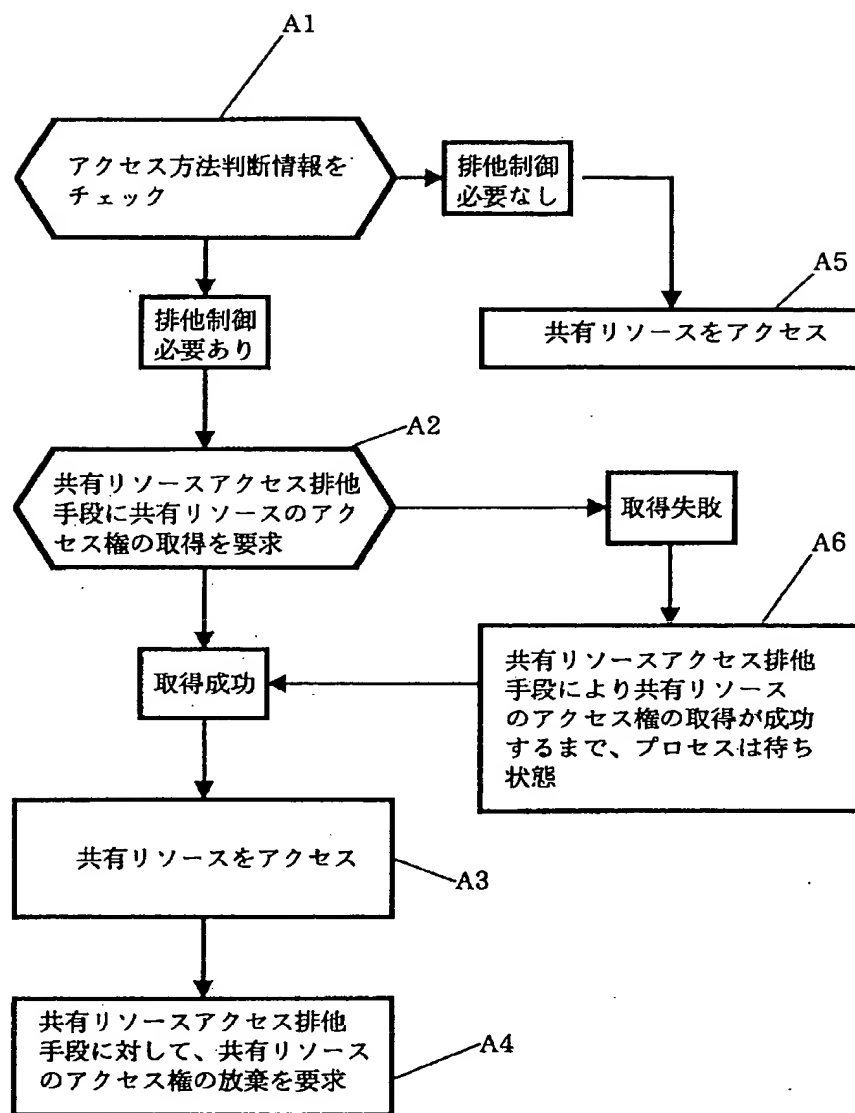 A1
アクセス方法判断情報を
チェック
排他制御
必要なし
A5
共有リソースをアクセス
排他制御
必要あり
A2
共有リソースアクセス排他
手段に共有リソースのアク
セス権の取得を要求
取得失敗
A6
共有リソースアクセス排他
手段により共有リソース
のアクセス権の取得が成功
するまで、プロセスは待ち
状態
取得成功
共有リソースをアクセス
A3
共有リソースアクセス排他
手段に対して、共有リソース
のアクセス権の放棄を要求
A4